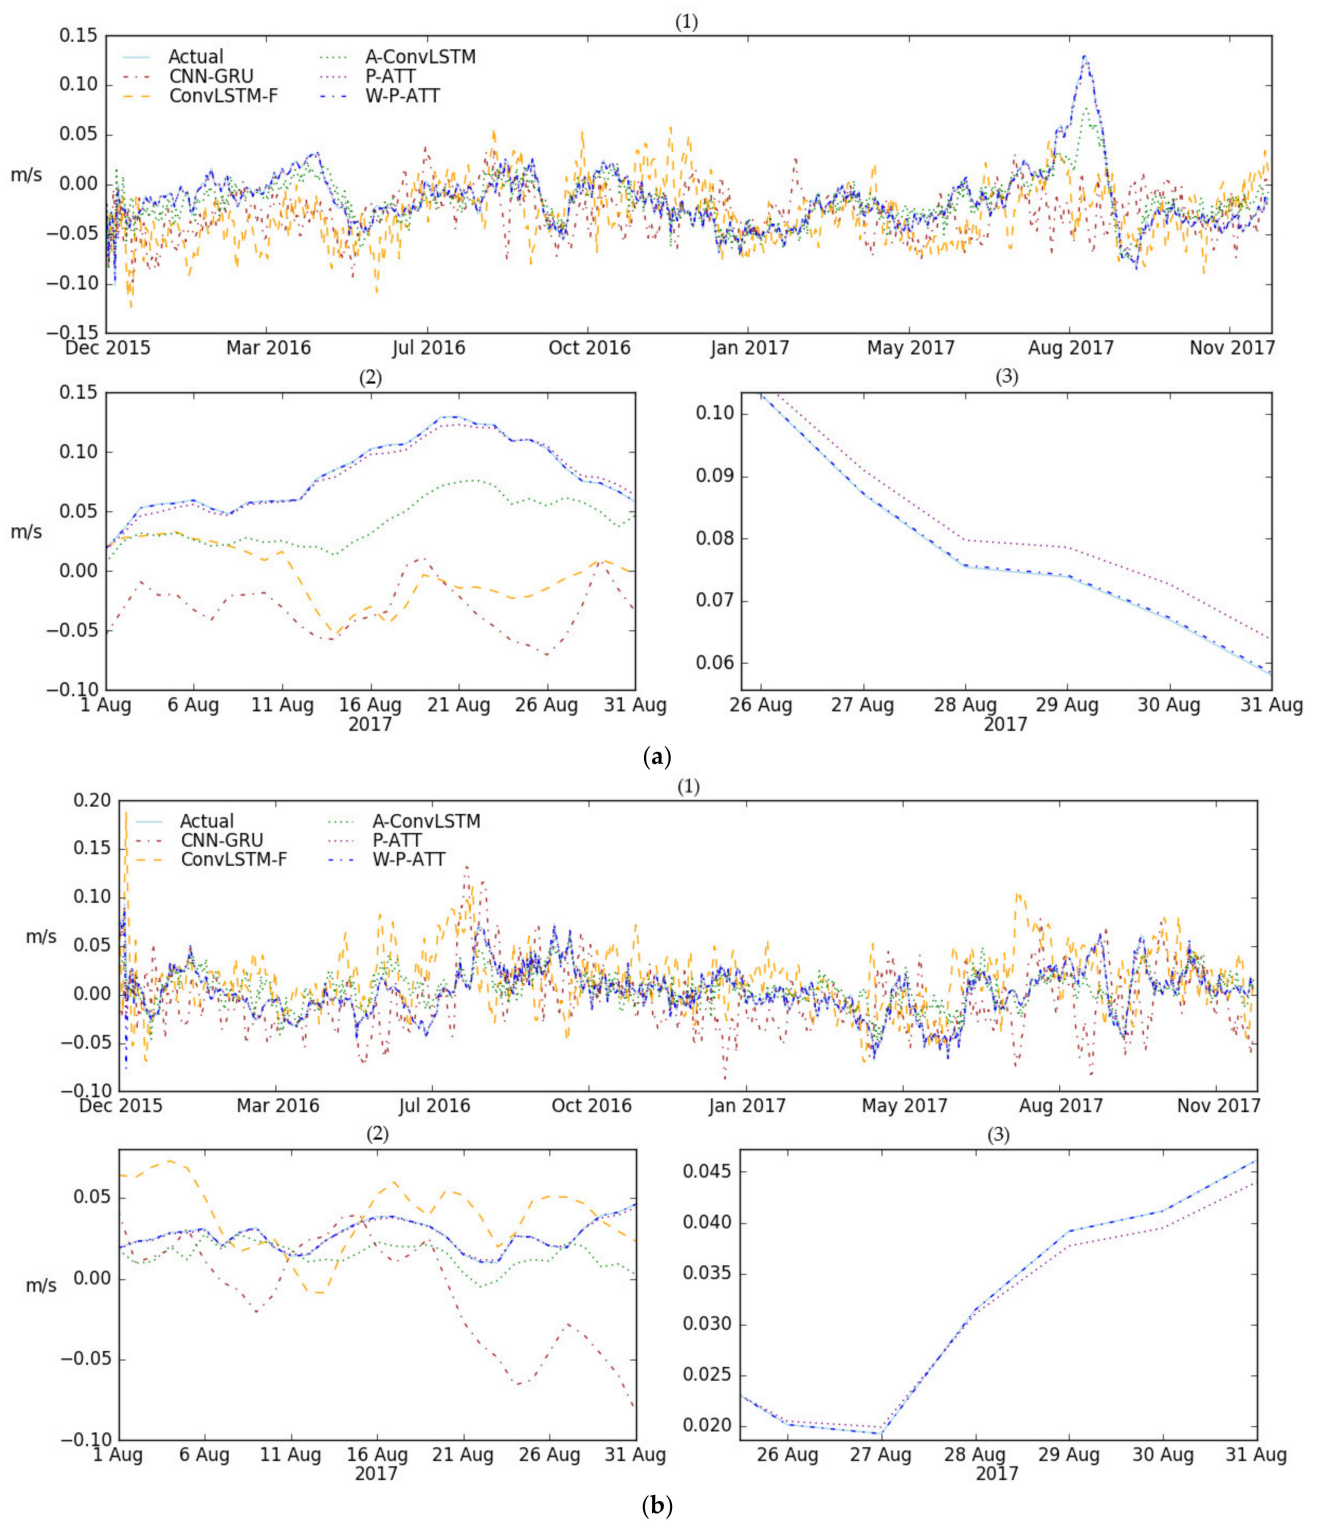 (1)
0.15
0.10
0.05
0.00
−0.05
−0.10
−0.15
m/s
Actual
CNN-GRU
ConvLSTM-F
A-ConvLSTM
P-ATT
W-P-ATT
Dec 2015 Mar 2016 Jul 2016 Oct 2016 Jan 2017 May 2017 Aug 2017 Nov 2017
(2)
0.15
0.10
0.05
0.00
−0.05
−0.10
m/s
1 Aug 6 Aug 11 Aug 16 Aug 21 Aug 26 Aug 31 Aug
2017
(3)
0.10
0.09
0.08
0.07
0.06
26 Aug 27 Aug 28 Aug 29 Aug 30 Aug 31 Aug
2017
(a)
(1)
0.20
0.15
0.10
0.05
0.00
−0.05
−0.10
m/s
Actual
CNN-GRU
ConvLSTM-F
A-ConvLSTM
P-ATT
W-P-ATT
Dec 2015 Mar 2016 Jul 2016 Oct 2016 Jan 2017 May 2017 Aug 2017 Nov 2017
(2)
0.05
0.00
−0.05
−0.10
m/s
1 Aug 6 Aug 11 Aug 16 Aug 21 Aug 26 Aug 31 Aug
2017
(3)
0.045
0.040
0.035
0.030
0.025
0.020
26 Aug 27 Aug 28 Aug 29 Aug 30 Aug 31 Aug
2017
(b)